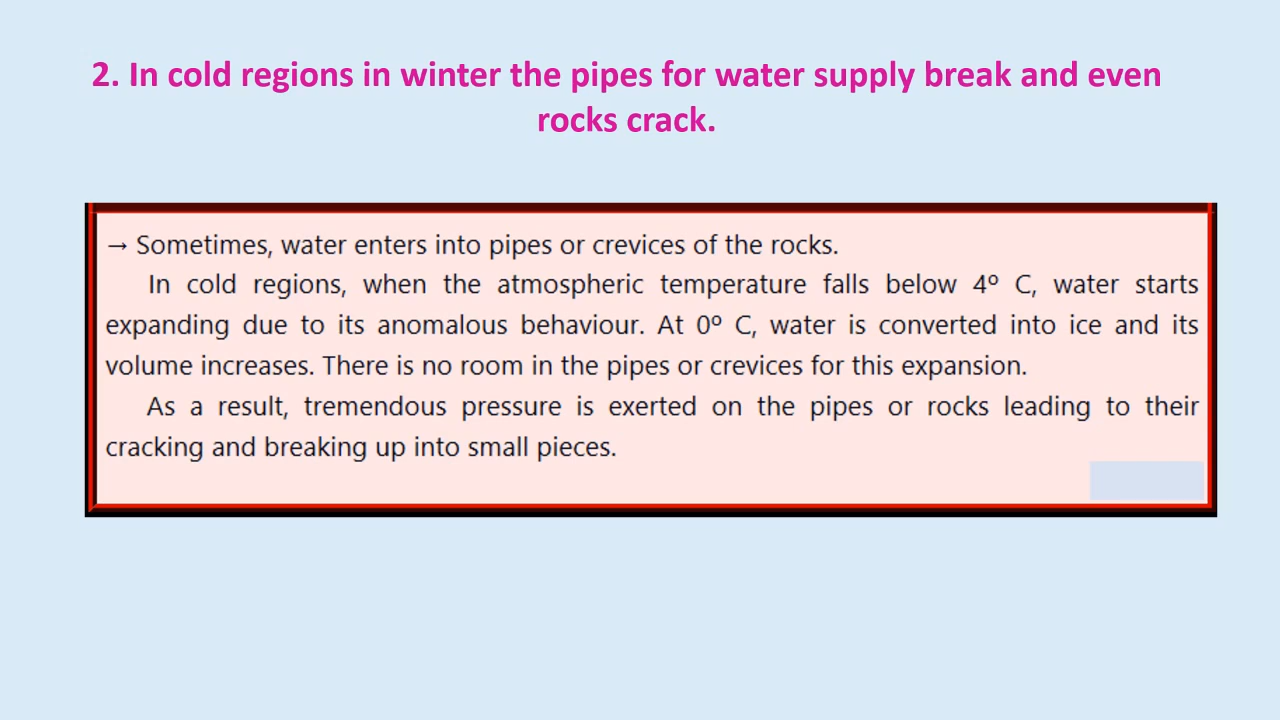 2. In cold regions in winter the pipes for water supply break and even
rocks crack.
→ Sometimes, water enters into pipes or crevices of the rocks.
In cold regions, when the atmospheric temperature falls below 4º C, water starts
expanding due to its anomalous behaviour. At 0º C, water is converted into ice and its
volume increases. There is no room in the pipes or crevices for this expansion.
As a result, tremendous pressure is exerted on the pipes or rocks leading to their
cracking and breaking up into small pieces.